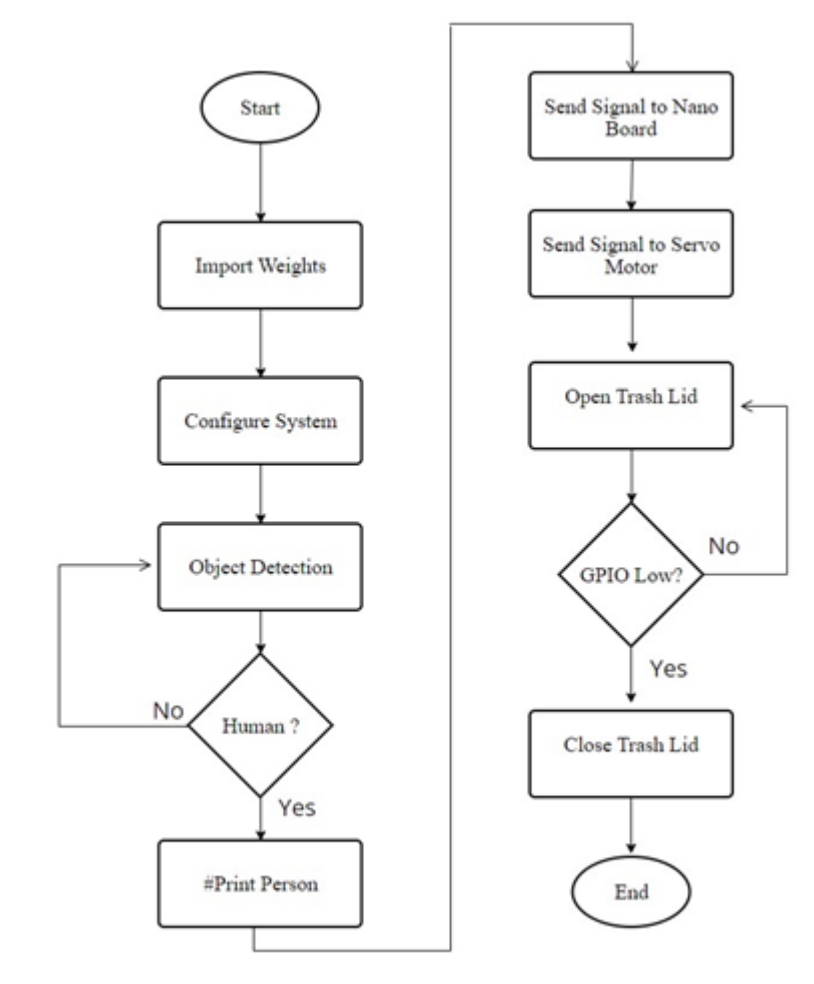 Start
Import Weights
Configure System
Object Detection
No
Human ?
Yes
#Print Person
Send Signal to Nano
Board
Send Signal to Servo
Motor
Open Trash Lid
No
GPIO Low?
Yes
Close Trash Lid
End